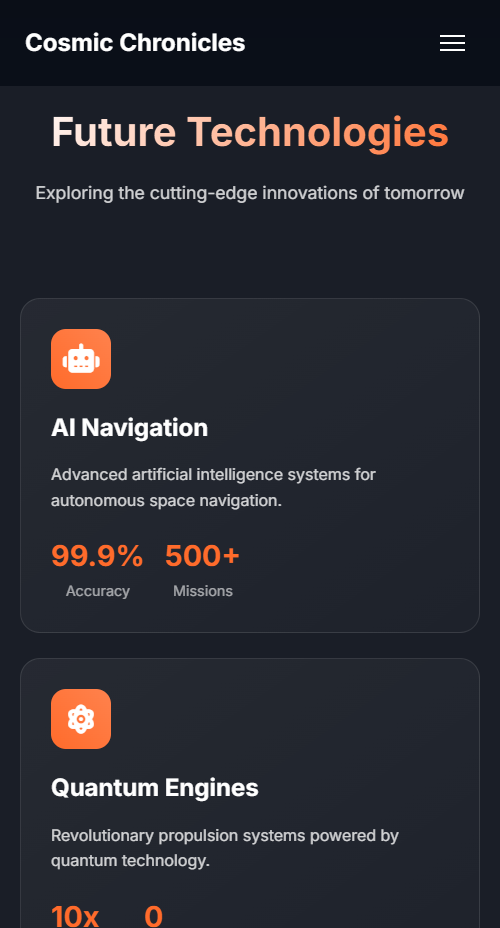 Cosmic Chronicles
Future Technologies
Exploring the cutting-edge innovations of tomorrow
AI Navigation
Advanced artificial intelligence systems for
autonomous space navigation.
99.9% 500+
Accuracy Missions
Quantum Engines
Revolutionary propulsion systems powered by
quantum technology.
10x 0